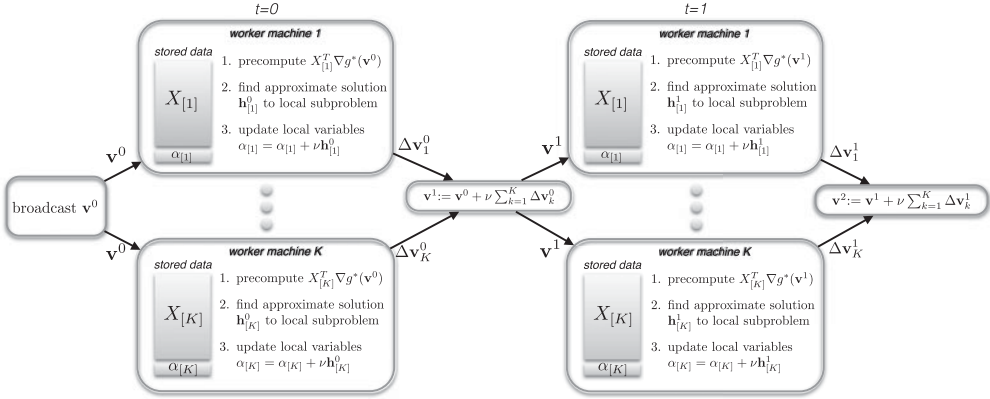 t=0
t=1
worker machine 1
stored data
X_{[1]}
α_{[1]}
1. precompute X_{[1]}^T ∇g*(v^0)
2. find approximate solution
h_{[1]}^0 to local subproblem
3. update local variables
α_{[1]} = α_{[1]} + νh_{[1]}^0
worker machine 1
stored data
X_{[1]}
α_{[1]}
1. precompute X_{[1]}^T ∇g*(v^1)
2. find approximate solution
h_{[1]}^1 to local subproblem
3. update local variables
α_{[1]} = α_{[1]} + νh_{[1]}^1
v^0
Δv_1^0
v^1
Δv_1^1
broadcast v^0
v^1 := v^0 + ν ∑_{k=1}^K Δv_k^0
v^2 := v^1 + ν ∑_{k=1}^K Δv_k^1
v^0
Δv_K^0
v^1
Δv_K^1
worker machine K
stored data
X_{[K]}
α_{[K]}
1. precompute X_{[K]}^T ∇g*(v^0)
2. find approximate solution
h_{[K]}^0 to local subproblem
3. update local variables
α_{[K]} = α_{[K]} + νh_{[K]}^0
worker machine K
stored data
X_{[K]}
α_{[K]}
1. precompute X_{[K]}^T ∇g*(v^1)
2. find approximate solution
h_{[K]}^1 to local subproblem
3. update local variables
α_{[K]} = α_{[K]} + νh_{[K]}^1